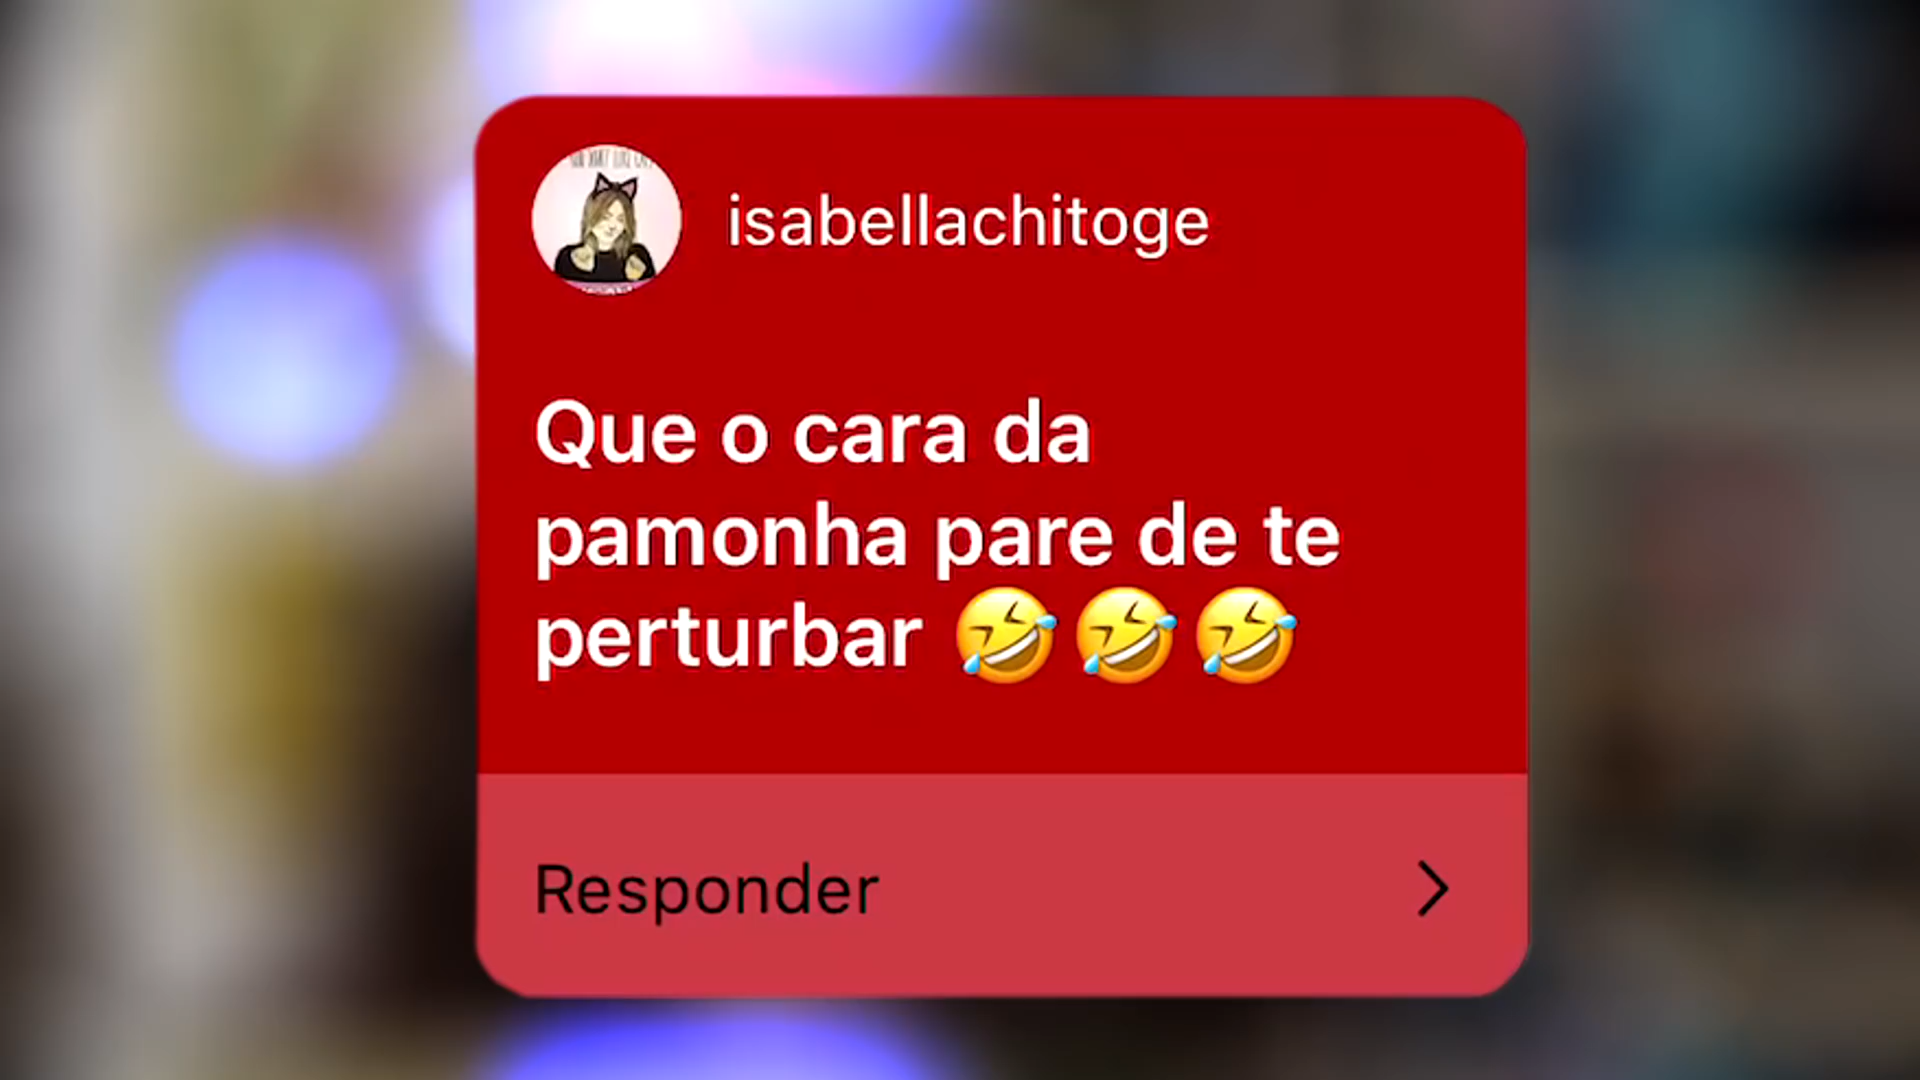 isabellachitoge
Que o cara da
pamonha pare de te
perturbar 🤣🤣🤣
Responder